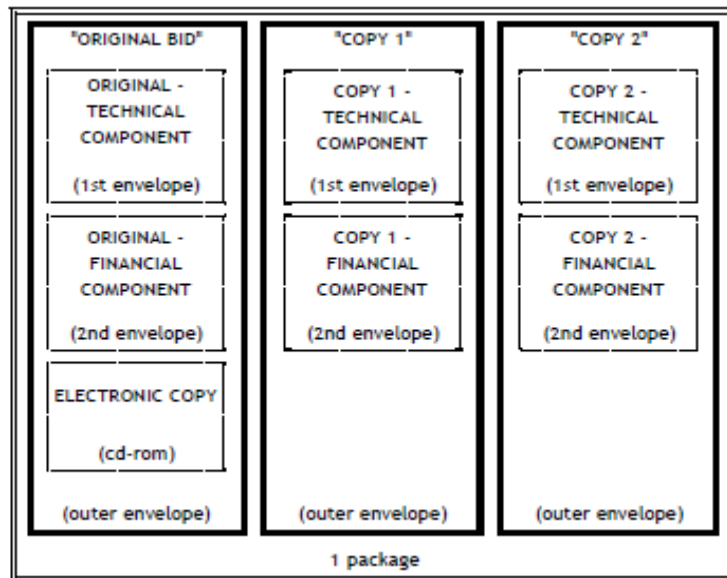 "ORIGINAL BID"
ORIGINAL -
TECHNICAL
COMPONENT
(1st envelope)
ORIGINAL -
FINANCIAL
COMPONENT
(2nd envelope)
ELECTRONIC COPY
(cd-rom)
(outer envelope)
"COPY 1"
COPY 1 -
TECHNICAL
COMPONENT
(1st envelope)
COPY 1 -
FINANCIAL
COMPONENT
(2nd envelope)
(outer envelope)
"COPY 2"
COPY 2 -
TECHNICAL
COMPONENT
(1st envelope)
COPY 2 -
FINANCIAL
COMPONENT
(2nd envelope)
(outer envelope)
1 package